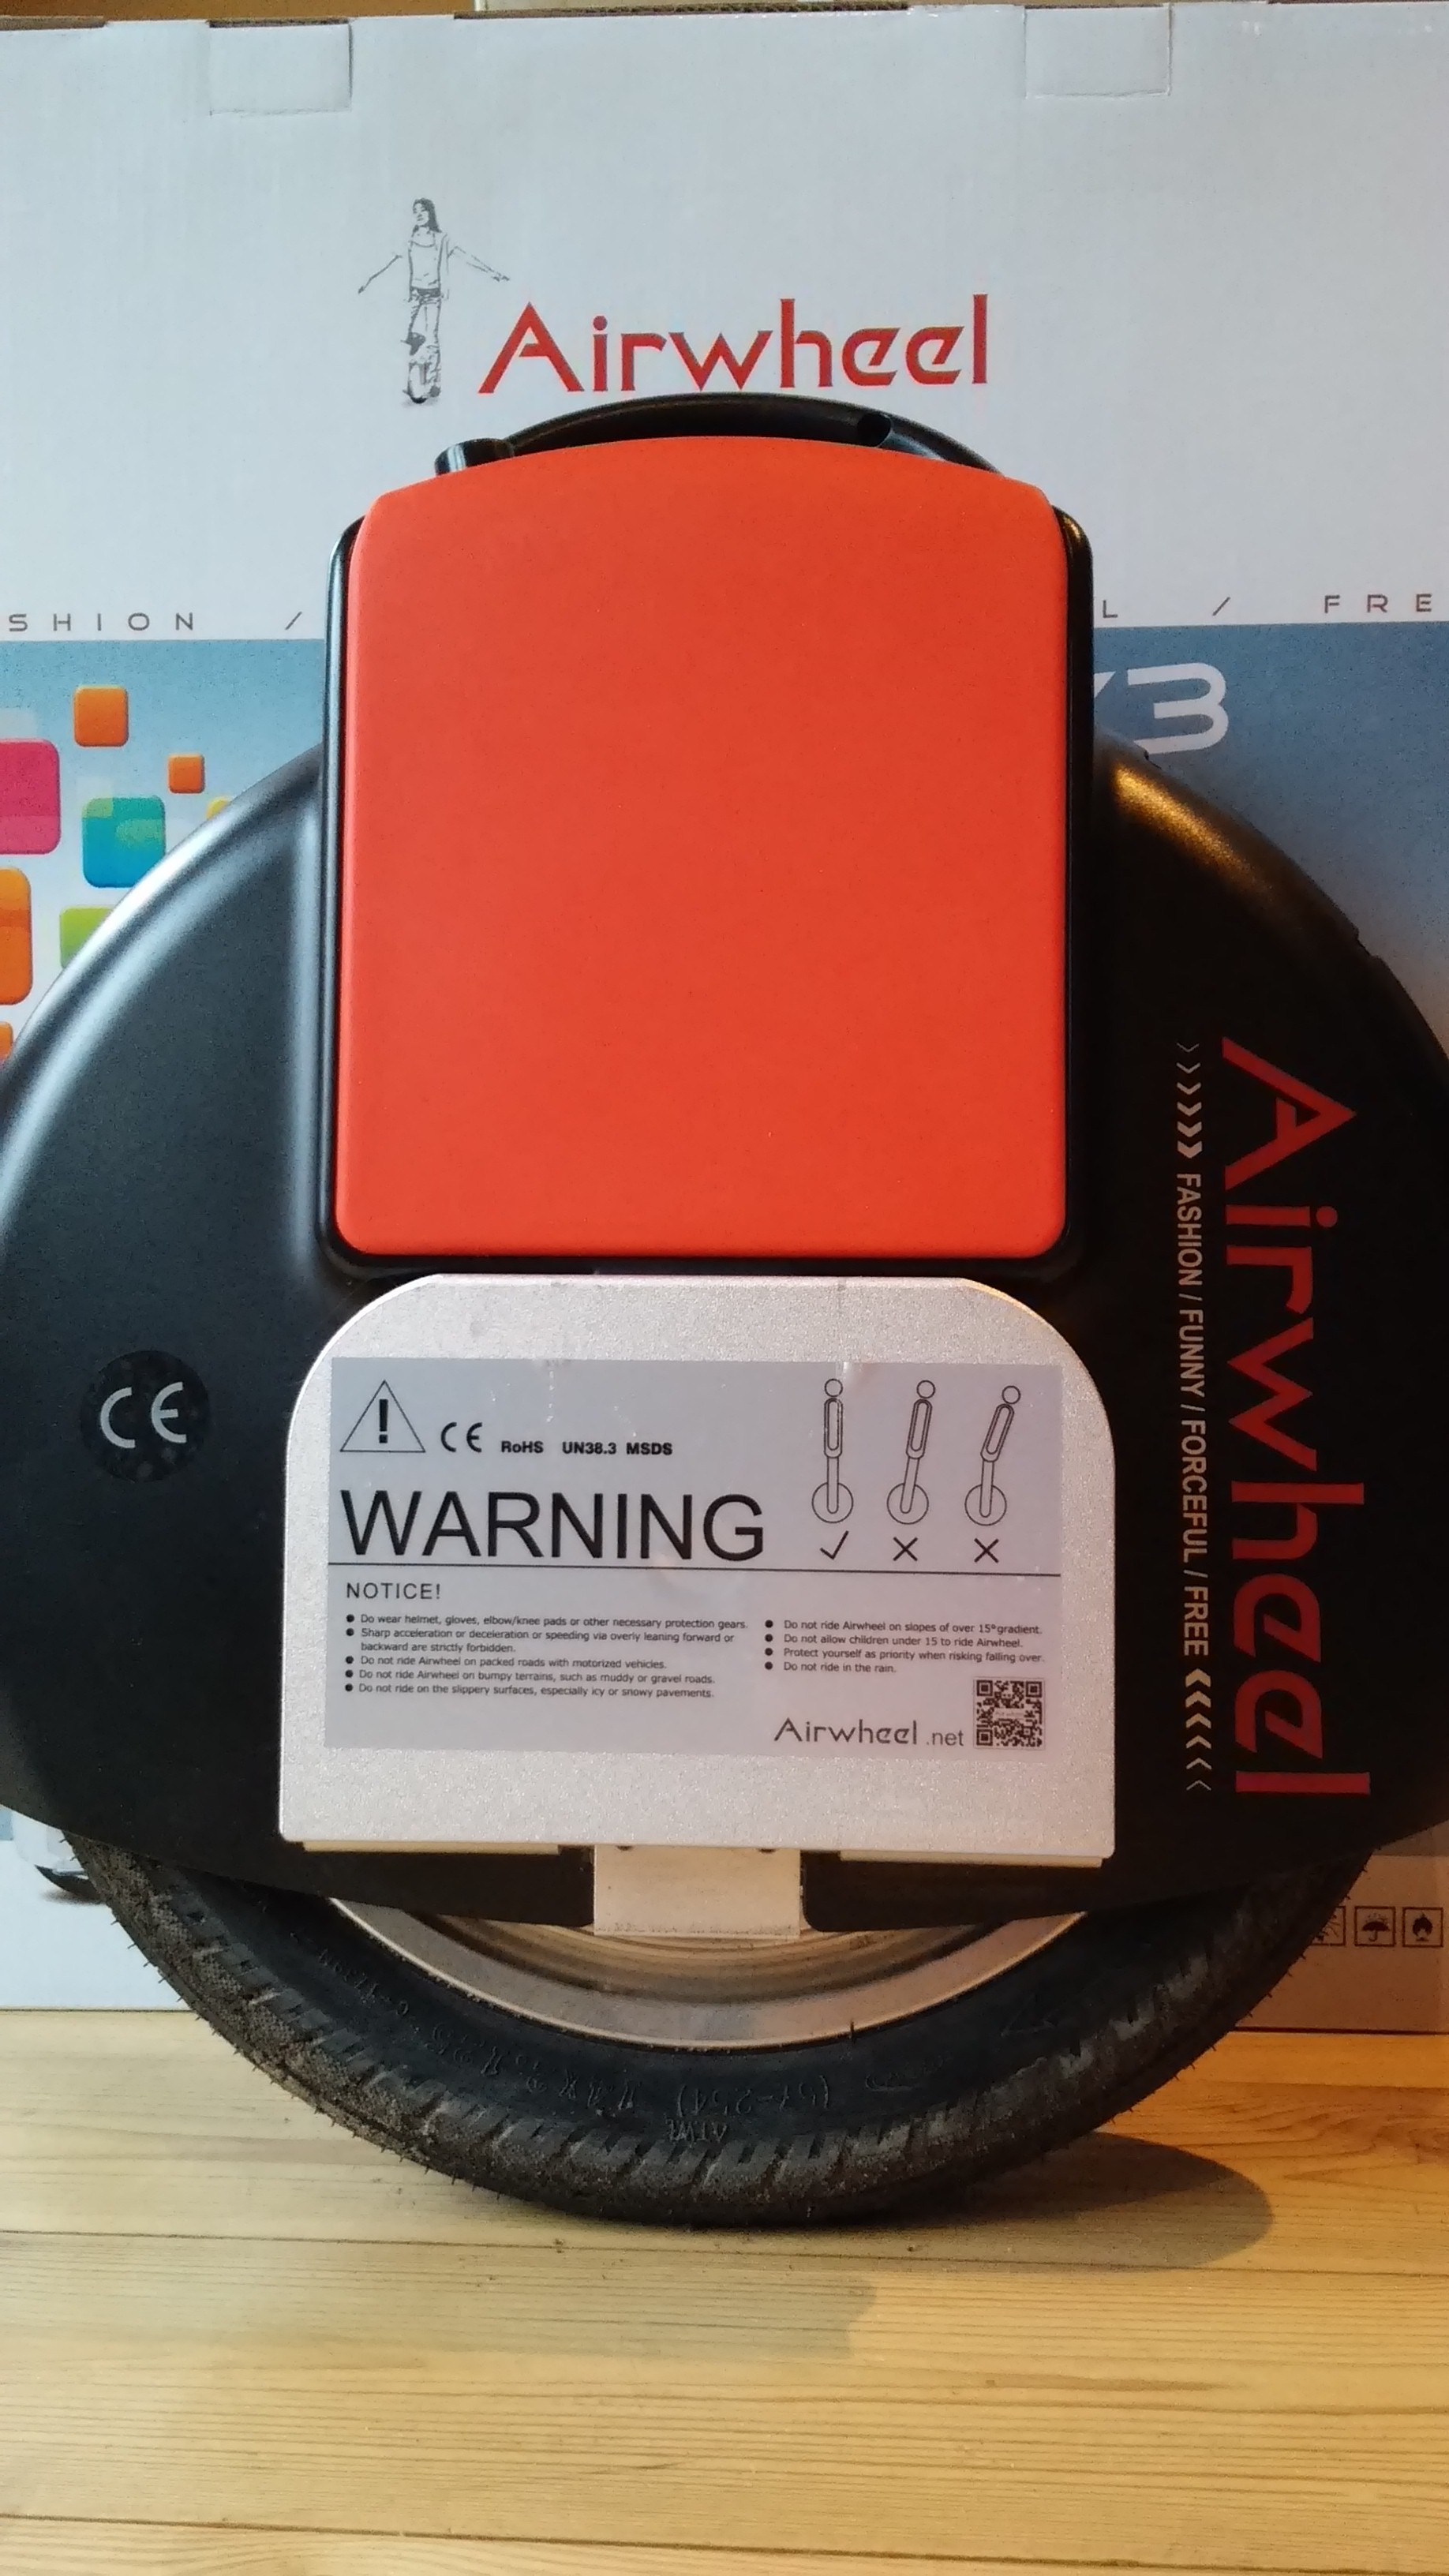 Airwheel
SHION / L / FRE
X3
Airwheel
FASHION / FUNNY / FORCEFUL / FREE
CE
CE RoHS UN38.3 MSDS
WARNING
NOTICE!
● Do wear helmet, gloves, elbow/knee pads or other necessary protection gears.
● Sharp acceleration or deceleration or speeding via overly leaning forward or
backward are strictly forbidden.
● Do not ride Airwheel on packed roads with motorized vehicles.
● Do not ride Airwheel on bumpy terrains, such as muddy or gravel roads.
● Do not ride on the slippery surfaces, especially icy or snowy pavements.
● Do not ride Airwheel on slopes of over 15° gradient.
● Do not allow children under 15 to ride Airwheel.
● Protect yourself as priority when risking falling over.
● Do not ride in the rain.
Airwheel .net
(57-254)